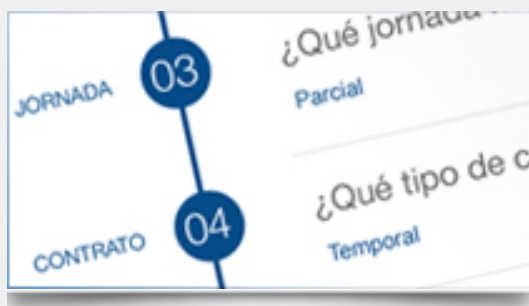 03
¿Qué jornada
JORNADA
Parcial
04
¿Qué tipo de
CONTRATO
Temporal